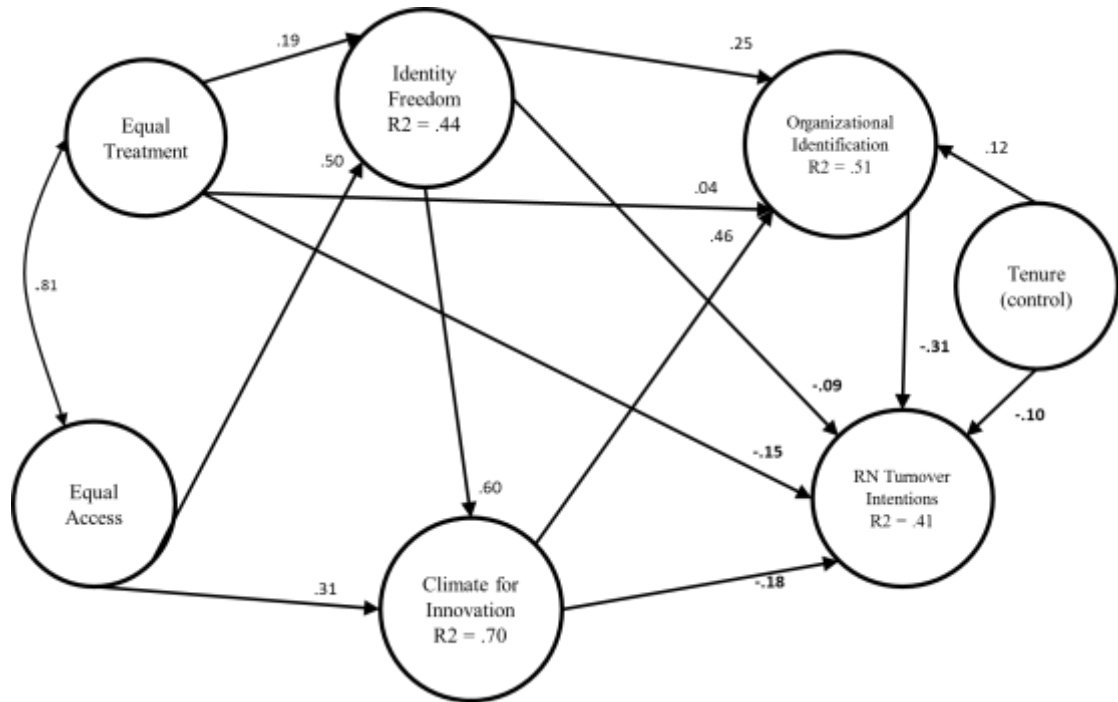 .19
Identity
Freedom
R2 = .44
.25
Equal
Treatment
Organizational
Identification
R2 = .51
.12
.50
.04
.46
Tenure
(control)
.81
-.31
-.09
-.10
-.15
RN Turnover
Intentions
R2 = .41
Equal
Access
.60
.31
Climate for
Innovation
R2 = .70
-.18